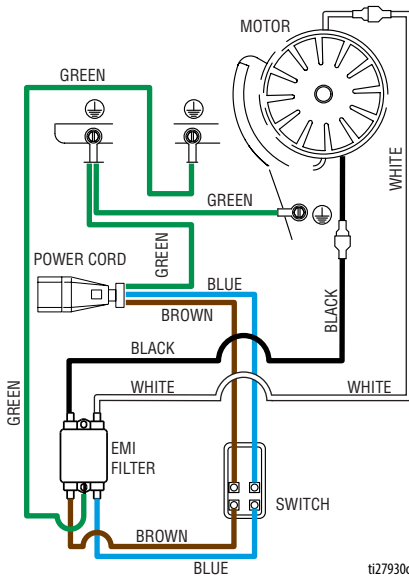 MOTOR
GREEN
WHITE
GREEN
GREEN
POWER CORD
BLUE
BROWN
BLACK
BLACK
WHITE
WHITE
GREEN
EMI
FILTER
SWITCH
BROWN
BLUE